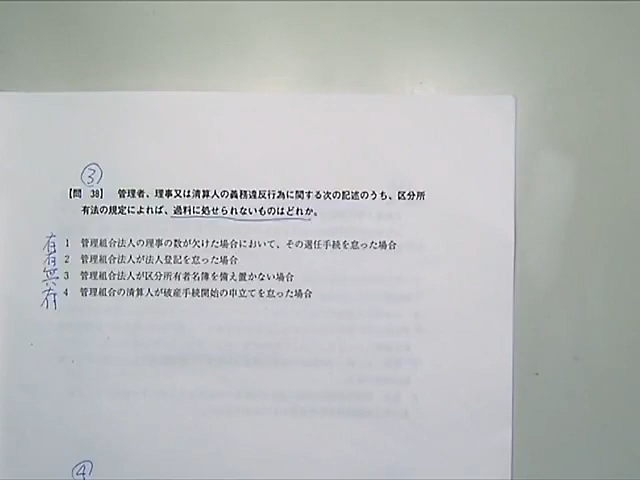 ③
【問 38】 管理者、理事又は清算人の義務違反行為に関する次の記述のうち、区分所
有法の規定によれば、過料に処せられないものはどれか。
有 1 管理組合法人の理事の数が欠けた場合において、その選任手続を怠った場合
有 2 管理組合法人が法人登記を怠った場合
無 3 管理組合法人が区分所有者名簿を備え置かない場合
有 4 管理組合の清算人が破産手続開始の申立てを怠った場合
④